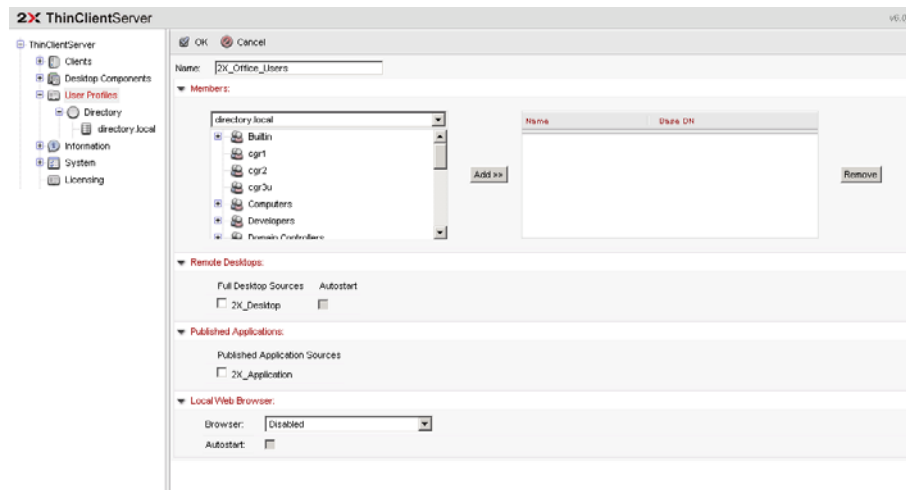 2X ThinClientServer
v6.0
ThinClientServer
Clients
Desktop Components
User Profiles
Directory
directory.local
Information
System
Licensing
OK Cancel
Name: 2X_Office_Users
Members:
directory.local
Builtin
cgr1
cgr2
cgr3u
Computers
Developers
Domain Controllers
Add »»
Name Base DN
Remove
Remote Desktops:
Full Desktop Sources Autostart
2X_Desktop
Published Applications:
Published Application Sources
2X_Application
Local Web Browser:
Browser: Disabled
Autostart: